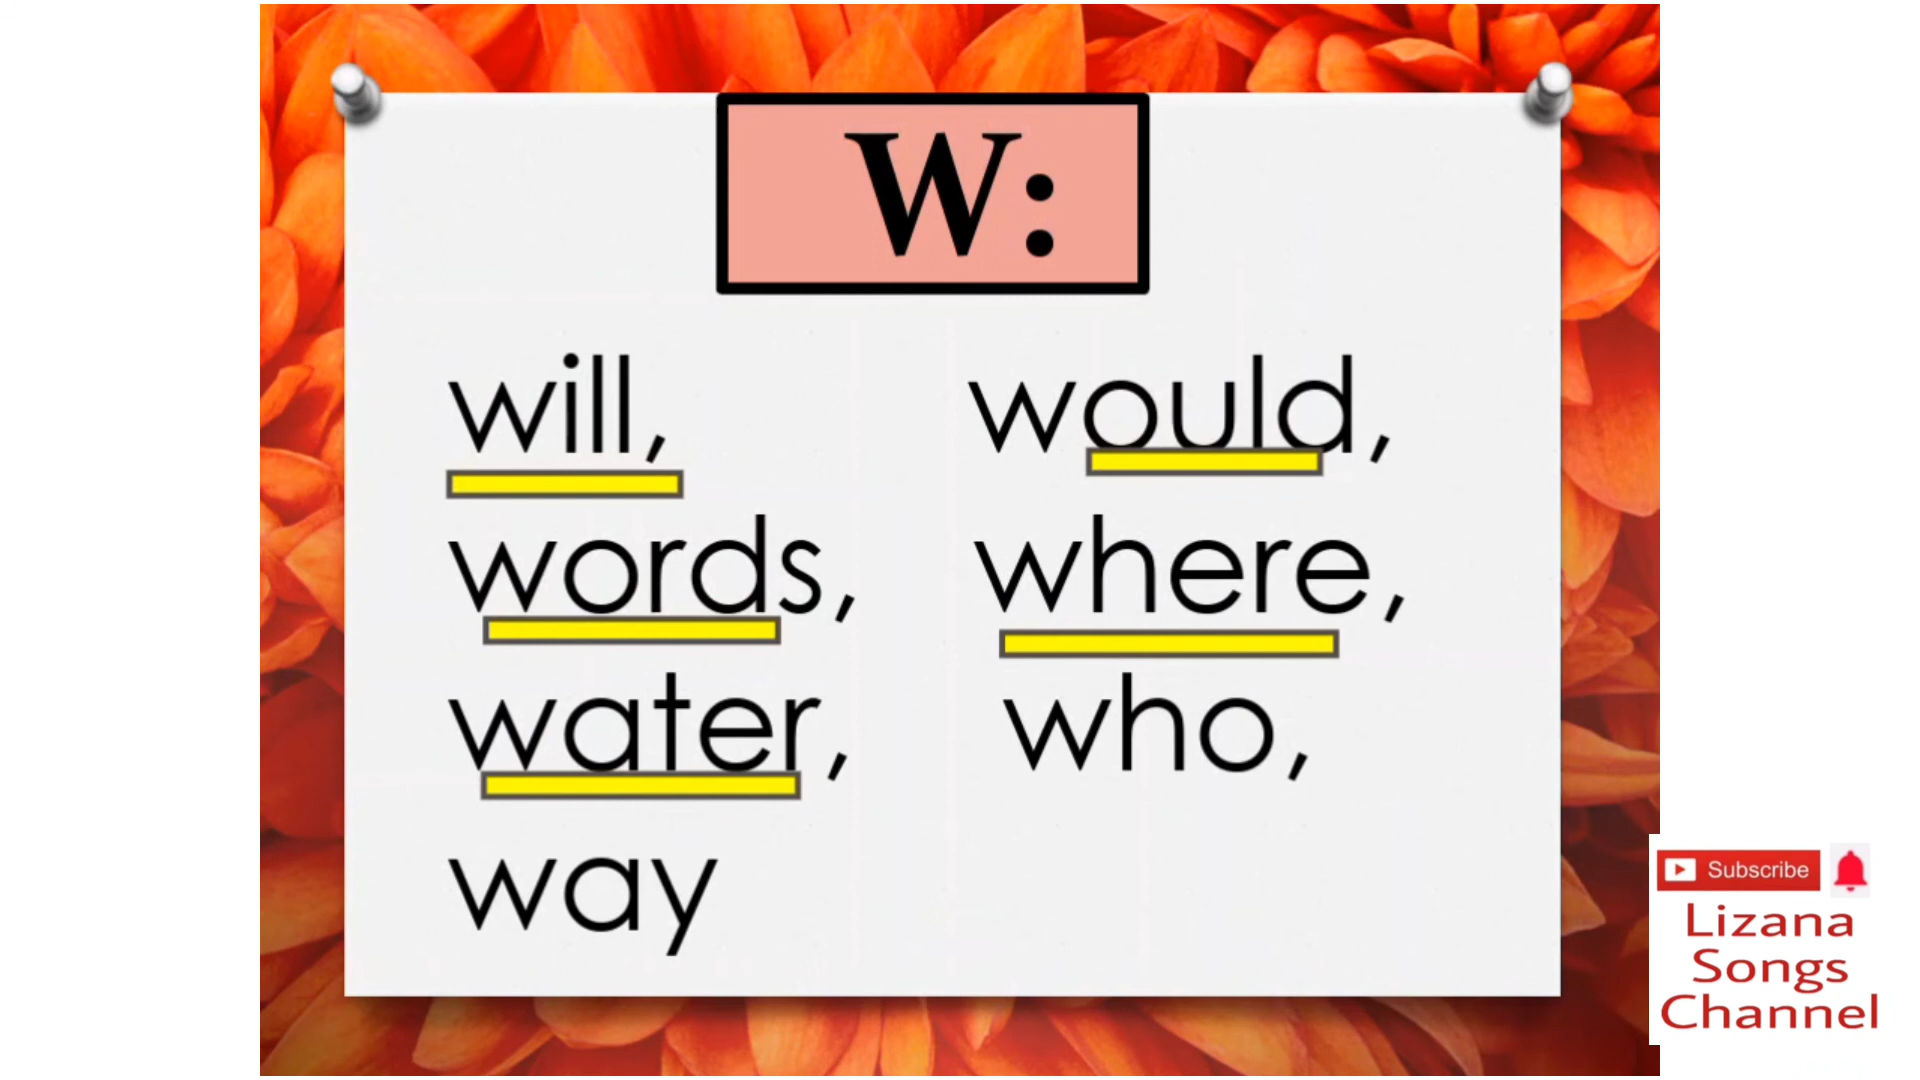 W:
will,
words,
water,
way
would,
where,
who,
Subscribe
Lizana
Songs
Channel